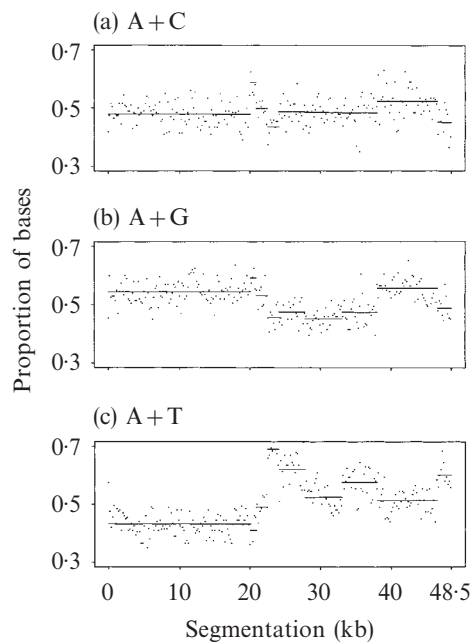 (a) A + C
0·7
0·5
0·3
(b) A + G
0·7
0·5
0·3
(c) A + T
0·7
0·5
0·3
0 10 20 30 40 48·5
Segmentation (kb)
Proportion of bases